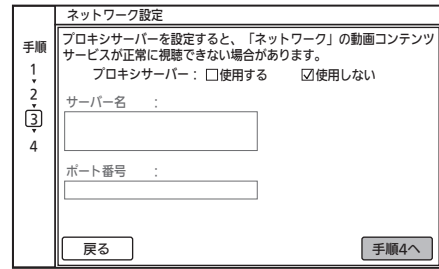 ネットワーク設定
手順
1
2
3
4
プロキシサーバーを設定すると、「ネットワーク」の動画コンテンツ
サービスが正常に視聴できない場合があります。
プロキシサーバー： □使用する ☑使用しない
サーバー名 ：
ポート番号 ：
戻る
手順4へ